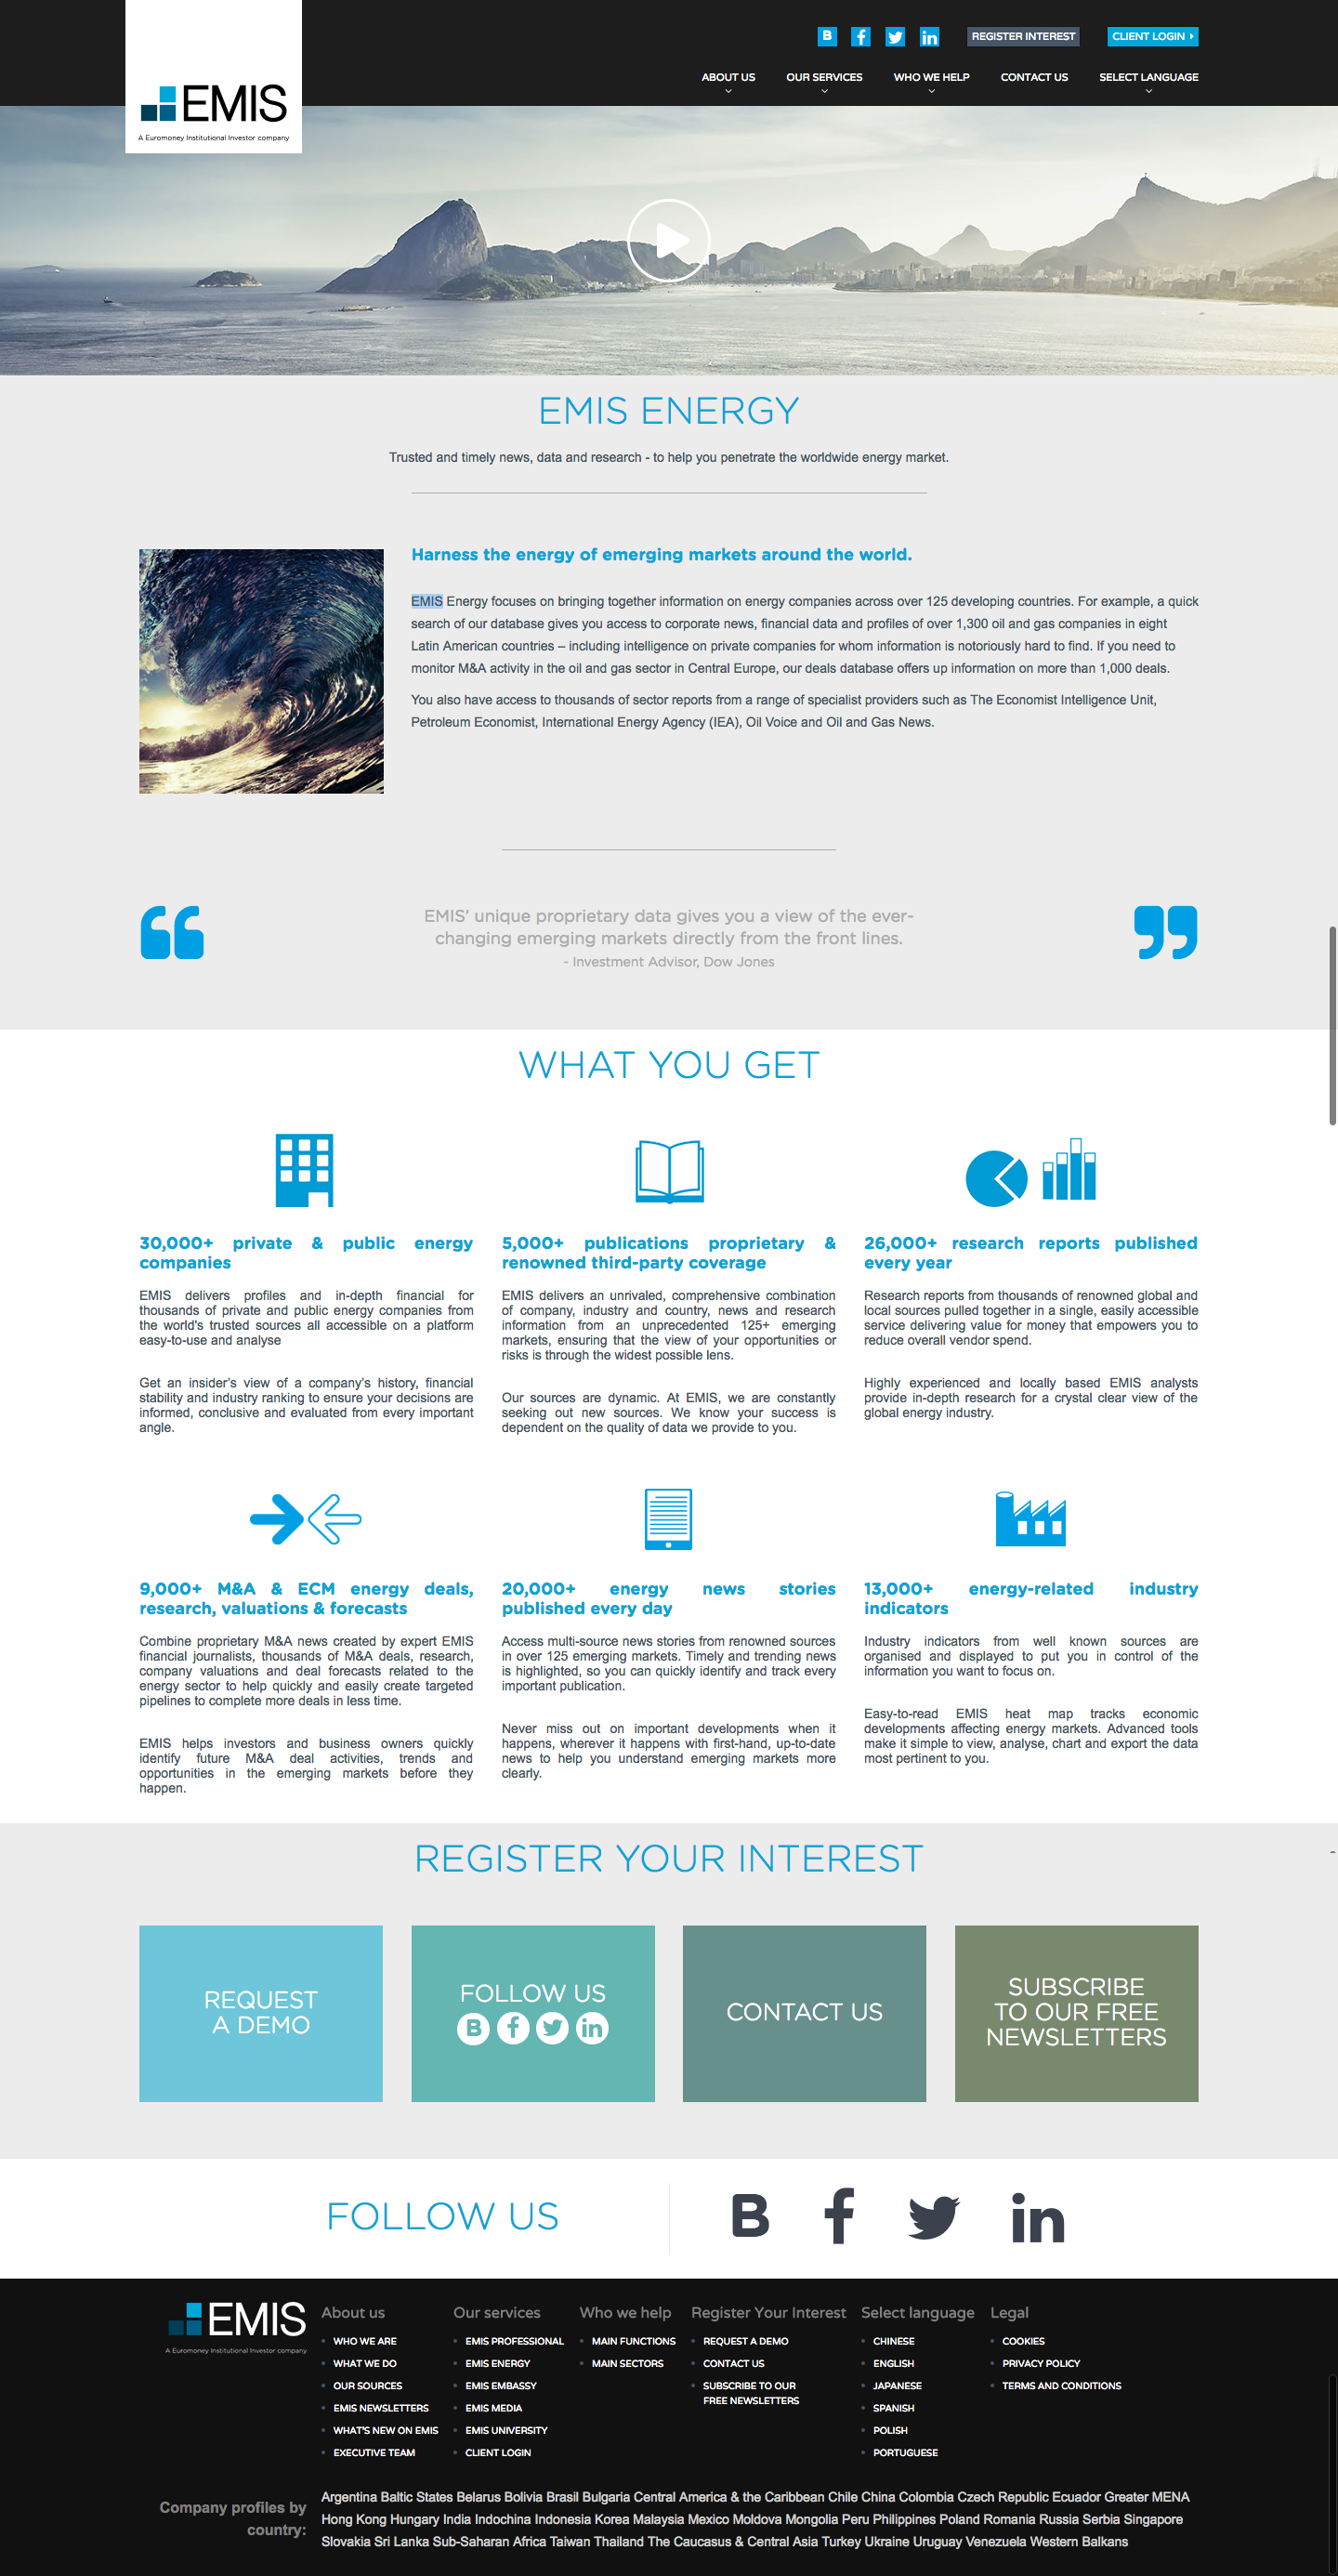 B
REGISTER INTEREST
CLIENT LOGIN
EMIS
A Euromoney Institutional Investor company
ABOUT US
OUR SERVICES
WHO WE HELP
CONTACT US
SELECT LANGUAGE
EMIS ENERGY
Trusted and timely news, data and research - to help you penetrate the worldwide energy market.
Harness the energy of emerging markets around the world.
EMIS Energy focuses on bringing together information on energy companies across over 125 developing countries. For example, a quick
search of our database gives you access to corporate news, financial data and profiles of over 1,300 oil and gas companies in eight
Latin American countries – including intelligence on private companies for whom information is notoriously hard to find. If you need to
monitor M&A activity in the oil and gas sector in Central Europe, our deals database offers up information on more than 1,000 deals.
You also have access to thousands of sector reports from a range of specialist providers such as The Economist Intelligence Unit,
Petroleum Economist, International Energy Agency (IEA), Oil Voice and Oil and Gas News.
EMIS’ unique proprietary data gives you a view of the ever-
changing emerging markets directly from the front lines.
- Investment Advisor, Dow Jones
WHAT YOU GET
30,000+ private & public energy
companies
EMIS delivers profiles and in-depth financial for
thousands of private and public energy companies from
the world's trusted sources all accessible on a platform
easy-to-use and analyse
Get an insider’s view of a company’s history, financial
stability and industry ranking to ensure your decisions are
informed, conclusive and evaluated from every important
angle.
5,000+ publications proprietary &
renowned third-party coverage
EMIS delivers an unrivaled, comprehensive combination
of company, industry and country, news and research
information from an unprecedented 125+ emerging
markets, ensuring that the view of your opportunities or
risks is through the widest possible lens.
Our sources are dynamic. At EMIS, we are constantly
seeking out new sources. We know your success is
dependent on the quality of data we provide to you.
26,000+ research reports published
every year
Research reports from thousands of renowned global and
local sources pulled together in a single, easily accessible
service delivering value for money that empowers you to
reduce overall vendor spend.
Highly experienced and locally based EMIS analysts
provide in-depth research for a crystal clear view of the
global energy industry.
9,000+ M&A & ECM energy deals,
research, valuations & forecasts
Combine proprietary M&A news created by expert EMIS
financial journalists, thousands of M&A deals, research,
company valuations and deal forecasts related to the
energy sector to help quickly and easily create targeted
pipelines to complete more deals in less time.
EMIS helps investors and business owners quickly
identify future M&A deal activities, trends and
opportunities in the emerging markets before they
happen.
20,000+ energy news stories
published every day
Access multi-source news stories from renowned sources
in over 125 emerging markets. Timely and trending news
is highlighted, so you can quickly identify and track every
important publication.
Never miss out on important developments when it
happens, wherever it happens with first-hand, up-to-date
news to help you understand emerging markets more
clearly.
13,000+ energy-related industry
indicators
Industry indicators from well known sources are
organised and displayed to put you in control of the
information you want to focus on.
Easy-to-read EMIS heat map tracks economic
developments affecting energy markets. Advanced tools
make it simple to view, analyse, chart and export the data
most pertinent to you.
REGISTER YOUR INTEREST
REQUEST
A DEMO
FOLLOW US
B f in
CONTACT US
SUBSCRIBE
TO OUR FREE
NEWSLETTERS
FOLLOW US
B f in
EMIS
A Euromoney Institutional Investor company
About us
WHO WE ARE
WHAT WE DO
OUR SOURCES
EMIS NEWSLETTERS
WHAT'S NEW ON EMIS
EXECUTIVE TEAM
Our services
EMIS PROFESSIONAL
EMIS ENERGY
EMIS EMBASSY
EMIS MEDIA
EMIS UNIVERSITY
CLIENT LOGIN
Who we help
MAIN FUNCTIONS
MAIN SECTORS
Register Your Interest
REQUEST A DEMO
CONTACT US
SUBSCRIBE TO OUR
FREE NEWSLETTERS
Select language
CHINESE
ENGLISH
JAPANESE
SPANISH
POLISH
PORTUGUESE
Legal
COOKIES
PRIVACY POLICY
TERMS AND CONDITIONS
Company profiles by
country:
Argentina Baltic States Belarus Bolivia Brasil Bulgaria Central America & the Caribbean Chile China Colombia Czech Republic Ecuador Greater MENA
Hong Kong Hungary India Indochina Indonesia Korea Malaysia Mexico Moldova Mongolia Peru Philippines Poland Romania Russia Serbia Singapore
Slovakia Sri Lanka Sub-Saharan Africa Taiwan Thailand The Caucasus & Central Asia Turkey Ukraine Uruguay Venezuela Western Balkans